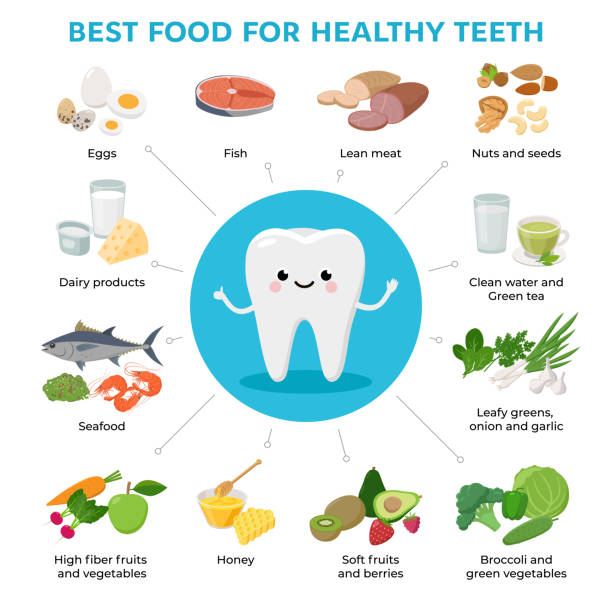 BEST FOOD FOR HEALTHY TEETH
Eggs
Fish
Lean meat
Nuts and seeds
Dairy products
Clean water and
Green tea
Seafood
Leafy greens,
onion and garlic
High fiber fruits
and vegetables
Honey
Soft fruits
and berries
Broccoli and
green vegetables